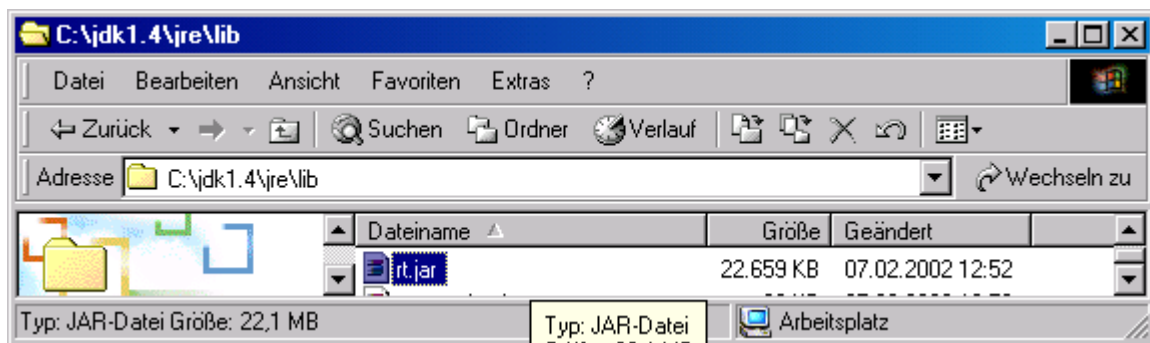 C:\jdk1.4\jre\lib
Datei Bearbeiten Ansicht Favoriten Extras ?
Zurück Suchen Ordner Verlauf
Adresse C:\jdk1.4\jre\lib Wechseln zu
Dateiname Größe Geändert
rt.jar 22.659 KB 07.02.2002 12:52
Typ: JAR-Datei Größe: 22,1 MB Typ: JAR-Datei Arbeitsplatz